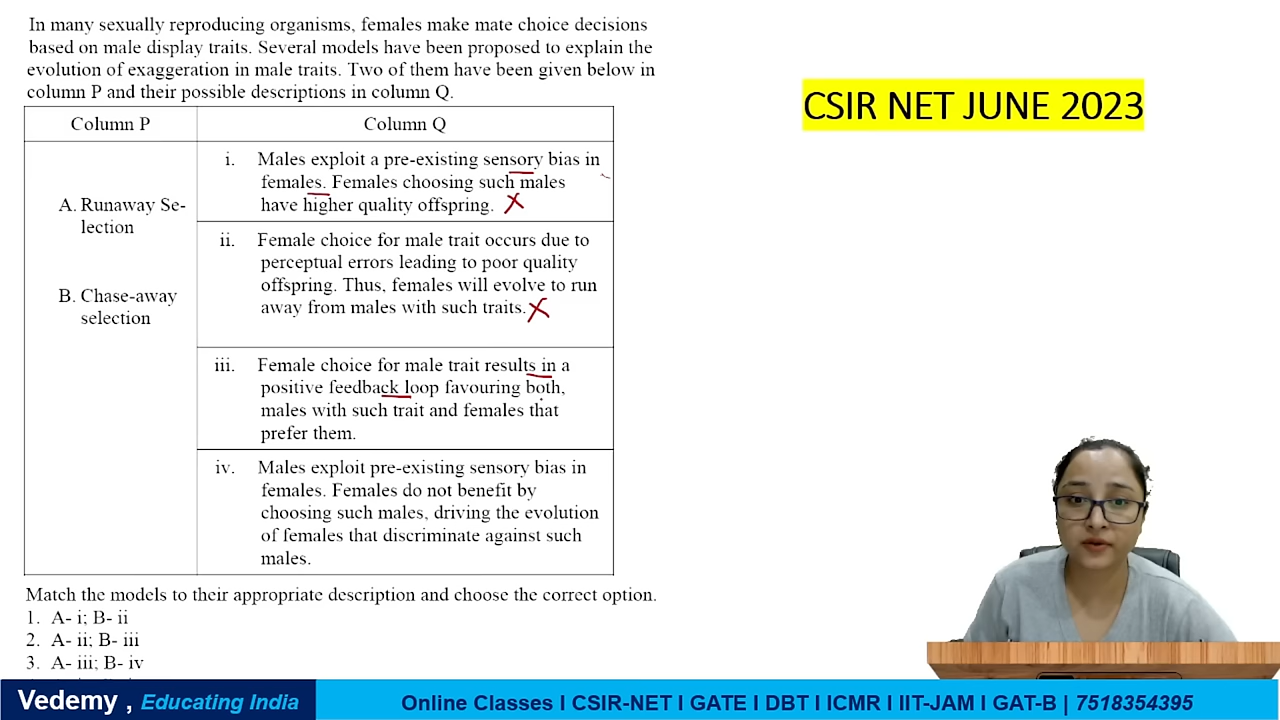 In many sexually reproducing organisms, females make mate choice decisions
based on male display traits. Several models have been proposed to explain the
evolution of exaggeration in male traits. Two of them have been given below in
column P and their possible descriptions in column Q.
Column P
Column Q
A. Runaway Se-
lection
B. Chase-away
selection
i. Males exploit a pre-existing sensory bias in
females. Females choosing such males
have higher quality offspring.
ii. Female choice for male trait occurs due to
perceptual errors leading to poor quality
offspring. Thus, females will evolve to run
away from males with such traits.
iii. Female choice for male trait results in a
positive feedback loop favouring both,
males with such trait and females that
prefer them.
iv. Males exploit pre-existing sensory bias in
females. Females do not benefit by
choosing such males, driving the evolution
of females that discriminate against such
males.
Match the models to their appropriate description and choose the correct option.
1. A- i; B- ii
2. A- ii; B- iii
3. A- iii; B- iv
CSIR NET JUNE 2023
Vedemy , Educating India
Online Classes I CSIR-NET I GATE I DBT I ICMR I IIT-JAM I GAT-B | 7518354395